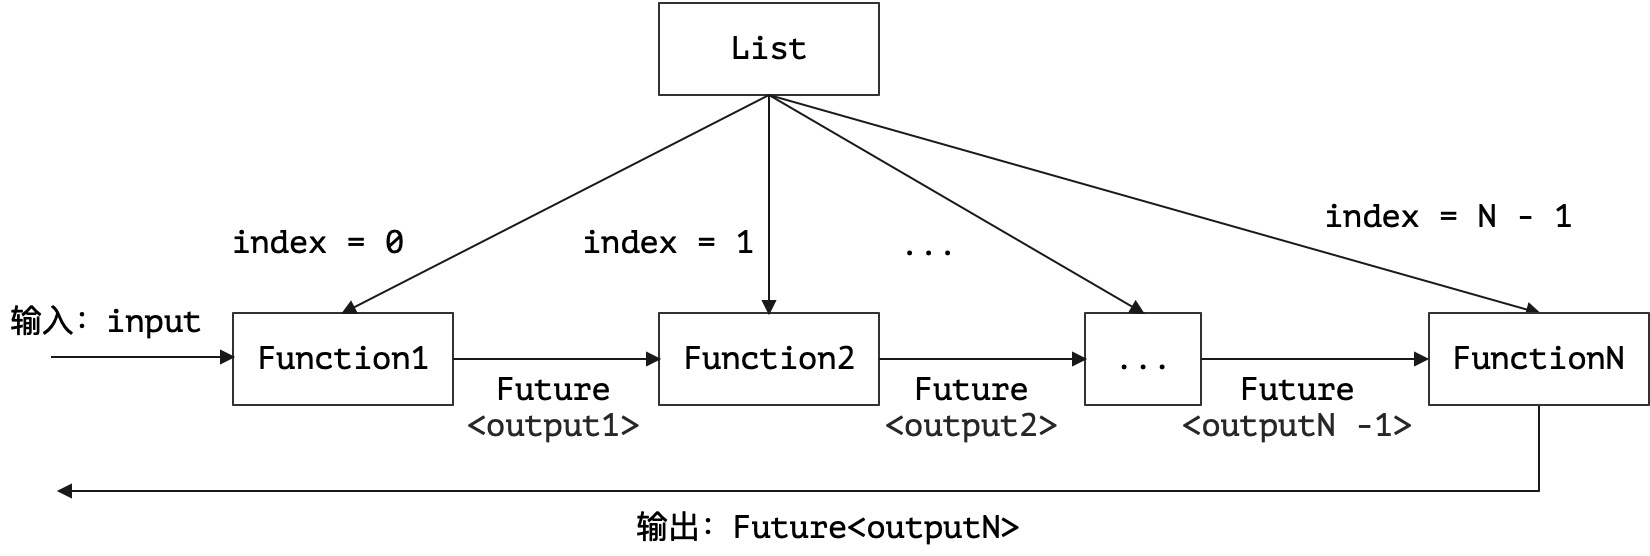 List
index = N - 1
index = 0
index = 1
...
输入: input
Function1
Function2
...
FunctionN
Future
<output1>
Future
<output2>
Future
<outputN -1>
输出: Future<outputN>